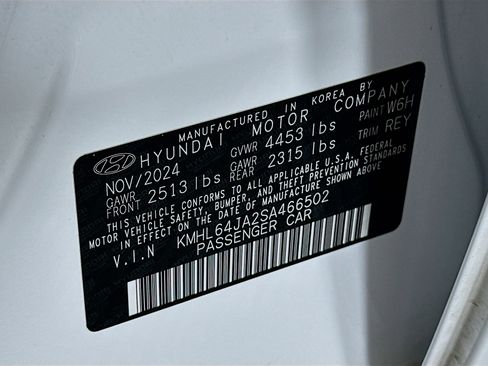 MANUFACTURED IN KOREA BY
HYUNDAI MOTOR COMPANY
NOV/2024 GVWR 4453 lbs PAINT W6H
GAWR FRONT 2513 lbs GAWR REAR 2315 lbs TRIM REY
THIS VEHICLE CONFORMS TO ALL APPLICABLE U.S.A. FEDERAL
MOTOR VEHICLE SAFETY, BUMPER, AND THEFT PREVENTION STANDARDS
IN EFFECT ON THE DATE OF MANUFACTURE SHOWN ABOVE
V.I.N KMHL64JA2SA466502
PASSENGER CAR